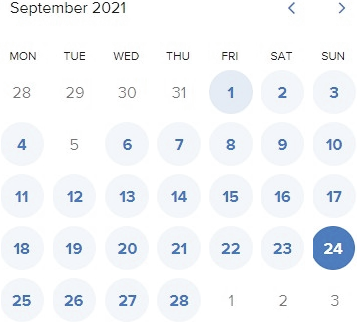 September 2021
MON TUE WED THU FRI SAT SUN
28 29 30 31 1 2 3
4 5 6 7 8 9 10
11 12 13 14 15 16 17
18 19 20 21 22 23 24
25 26 27 28 1 2 3